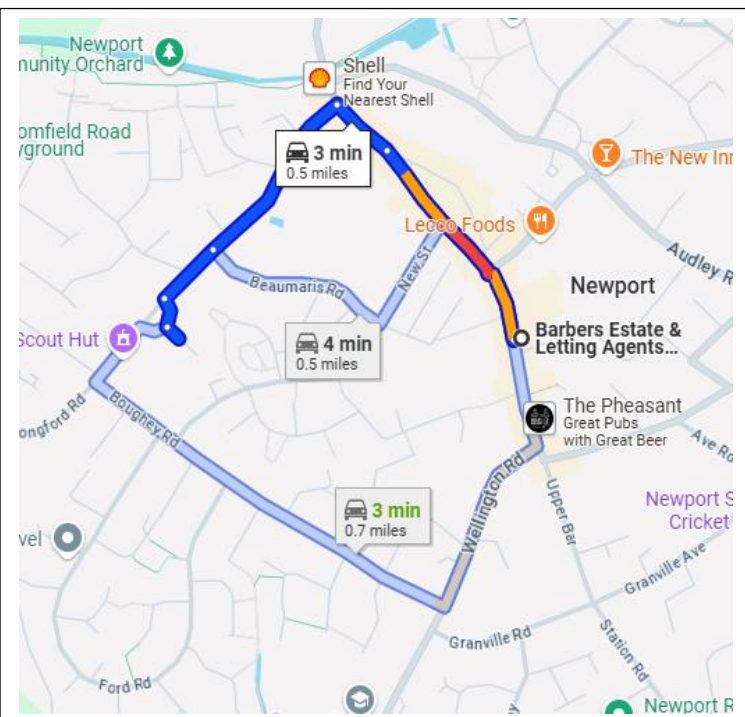 Newport
munity Orchard
Shell
Find Your
Nearest Shell
omfield Road
yground
3 min
0.5 miles
The New Inn
Lecco Foods
New St
Audley R
Beaumaris Rd
Newport
Scout Hut
4 min
0.5 miles
Barbers Estate &
Letting Agents...
ongford Rd
Boughey Rd
The Pheasant
Great Pubs
with Great Beer
Ave Rd
Wellington Rd
Upper Bar
3 min
0.7 miles
Newport S
Cricket
vel
Granville Ave
Granville Rd
Station Rd
Ford Rd
Newport R